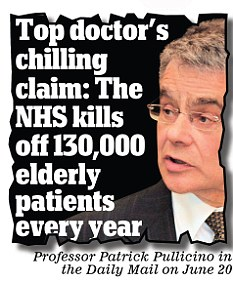 Top doctor's
chilling
claim: The
NHS kills
off 130,000
elderly
patients
every year
Professor Patrick Pullicino in
the Daily Mail on June 20